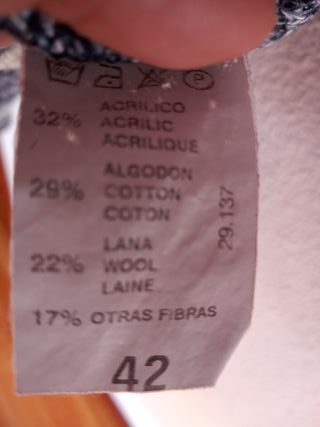 ACRILICO
32% ACRILIC
ACRILIQUE
ALGODON
29% COTTON
COTON
LANA
22% WOOL
LAINE
17% OTRAS FIBRAS
42
29.137